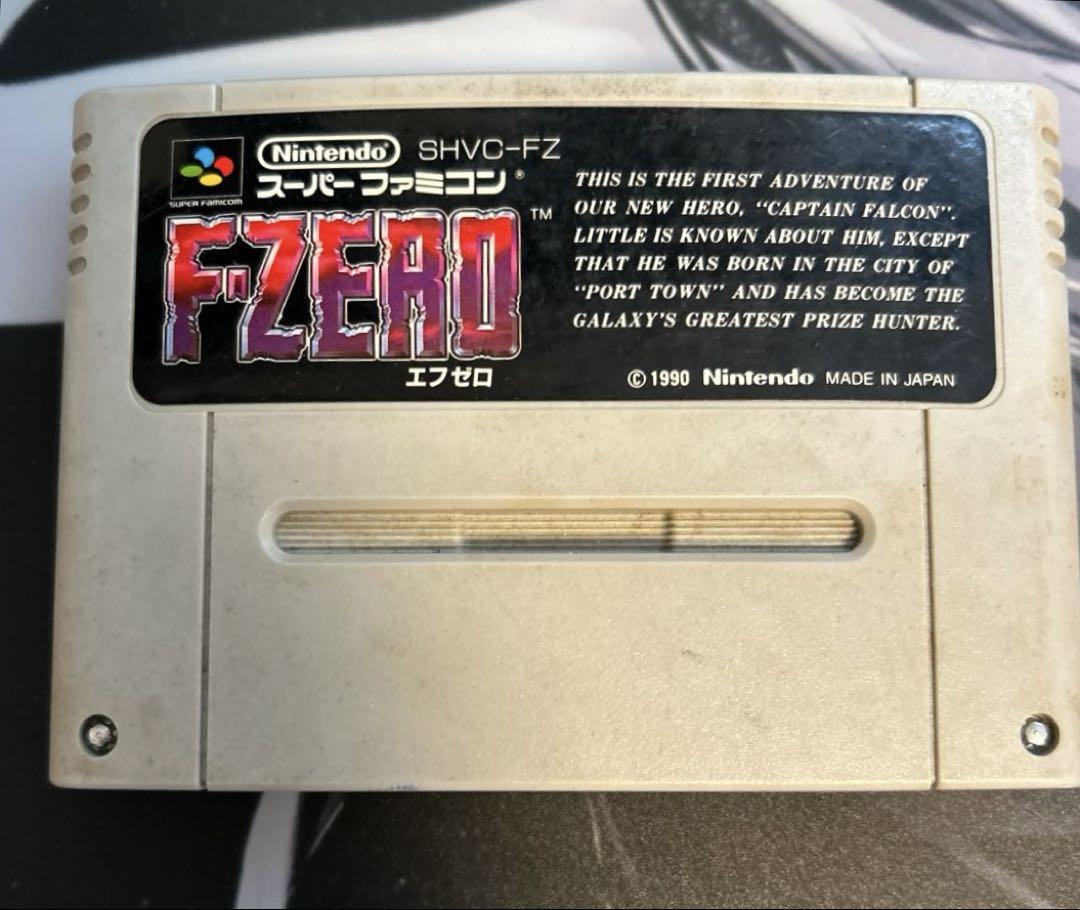 Nintendo® SHVC-FZ
スーパーファミコン®
SUPER FAMICOM
F-ZERO™
エフゼロ
THIS IS THE FIRST ADVENTURE OF
OUR NEW HERO, "CAPTAIN FALCON".
LITTLE IS KNOWN ABOUT HIM, EXCEPT
THAT HE WAS BORN IN THE CITY OF
"PORT TOWN" AND HAS BECOME THE
GALAXY'S GREATEST PRIZE HUNTER.
© 1990 Nintendo MADE IN JAPAN